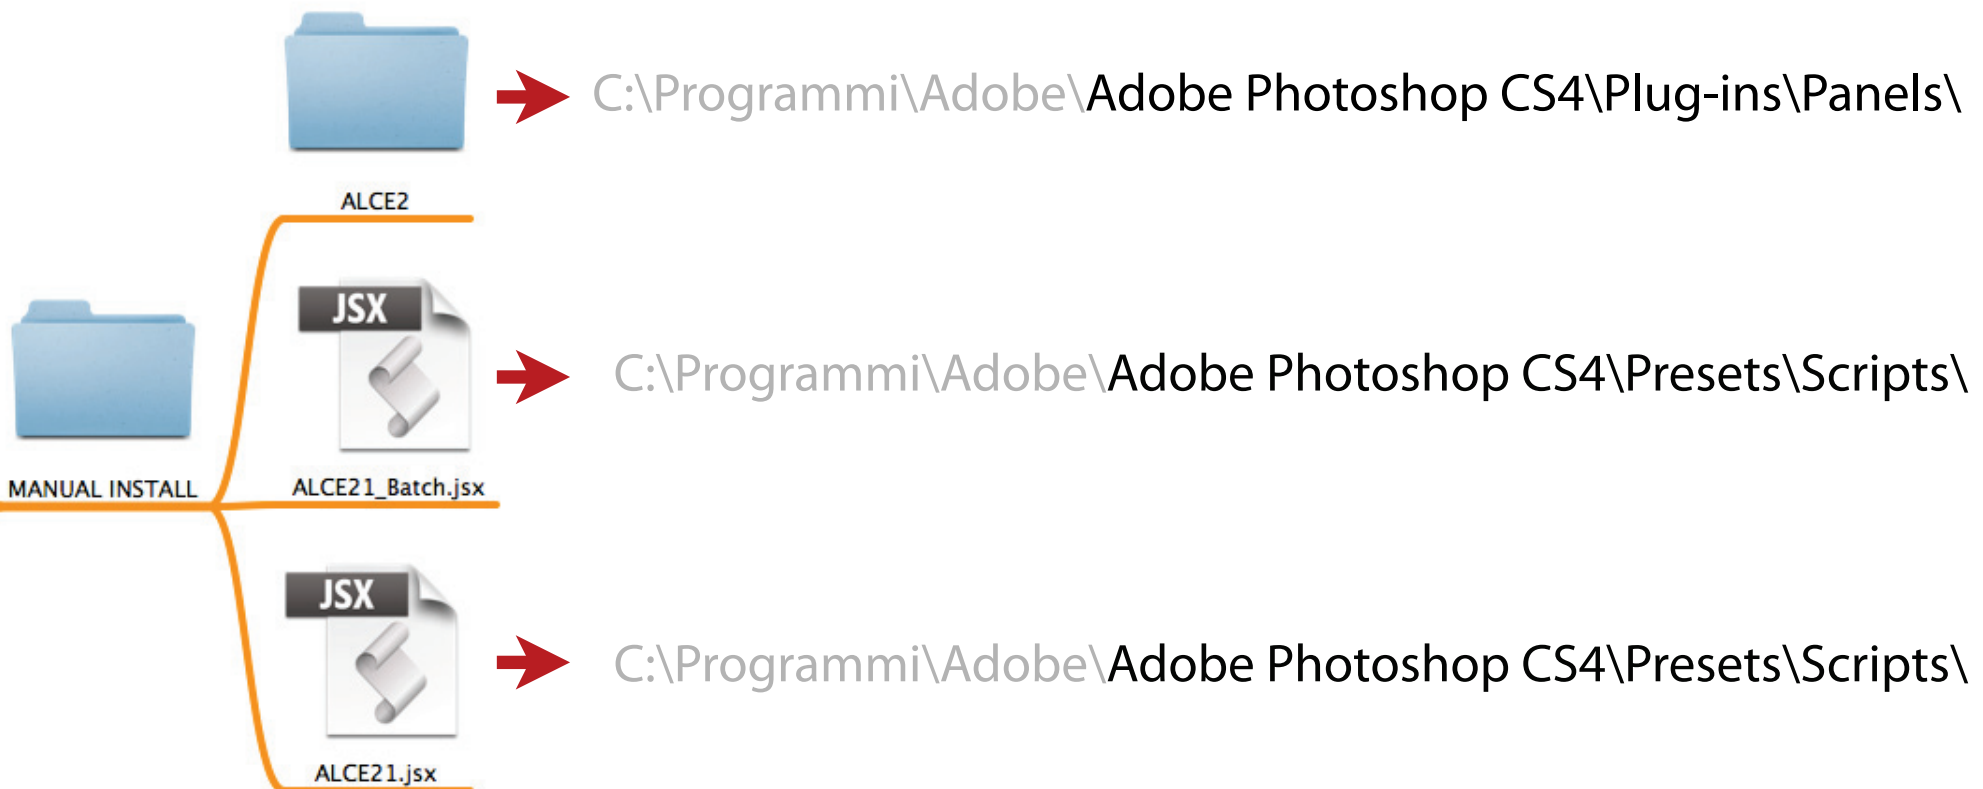 C:\Programmi\Adobe\Adobe Photoshop CS4\Plug-ins\Panels\
ALCE2
JSX
C:\Programmi\Adobe\Adobe Photoshop CS4\Presets\Scripts\
MANUAL INSTALL
ALCE21_Batch.jsx
JSX
C:\Programmi\Adobe\Adobe Photoshop CS4\Presets\Scripts\
ALCE21.jsx